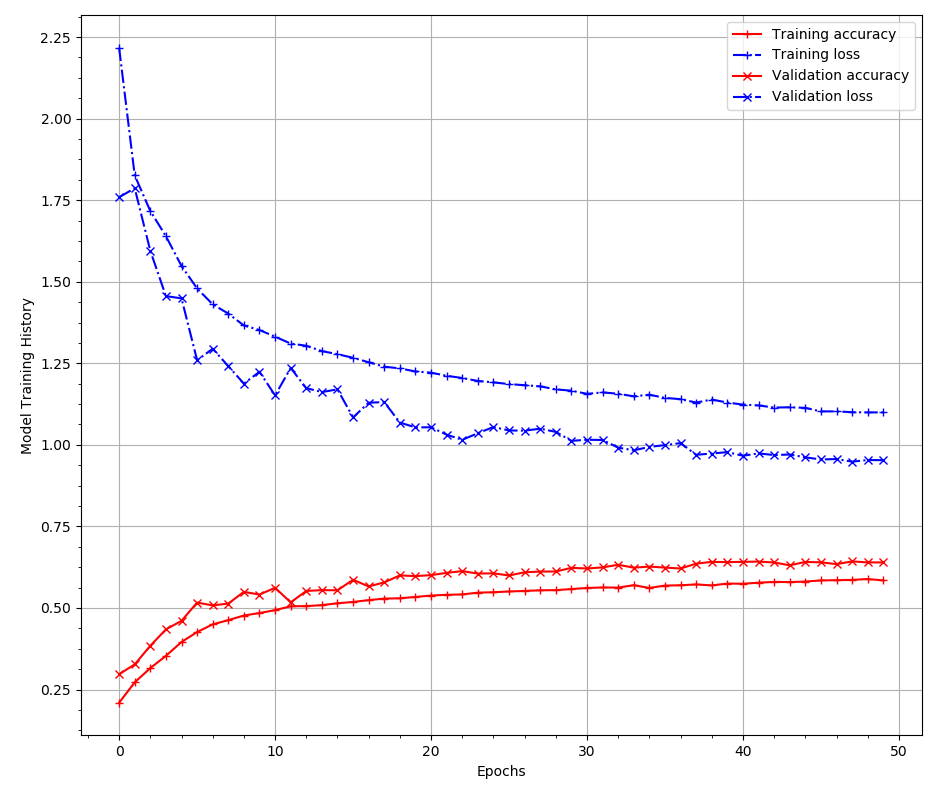 Training accuracy
Training loss
Validation accuracy
Validation loss
Model Training History
2.25
2.00
1.75
1.50
1.25
1.00
0.75
0.50
0.25
0
10
20
30
40
50
Epochs